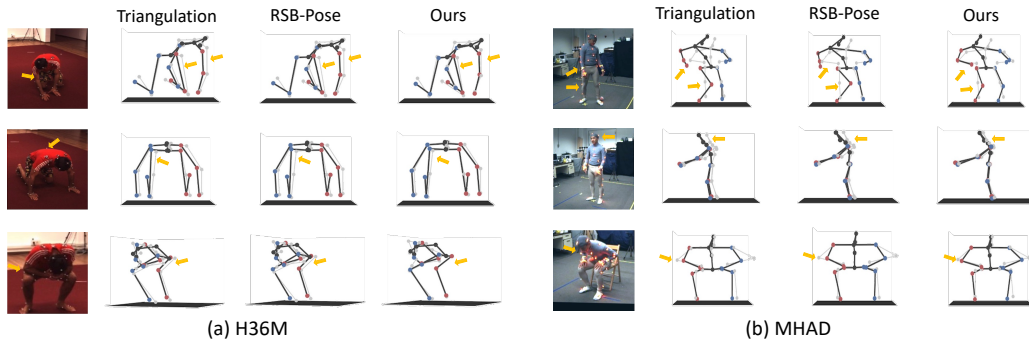 Triangulation RSB-Pose Ours Triangulation RSB-Pose Ours
(a) H36M (b) MHAD